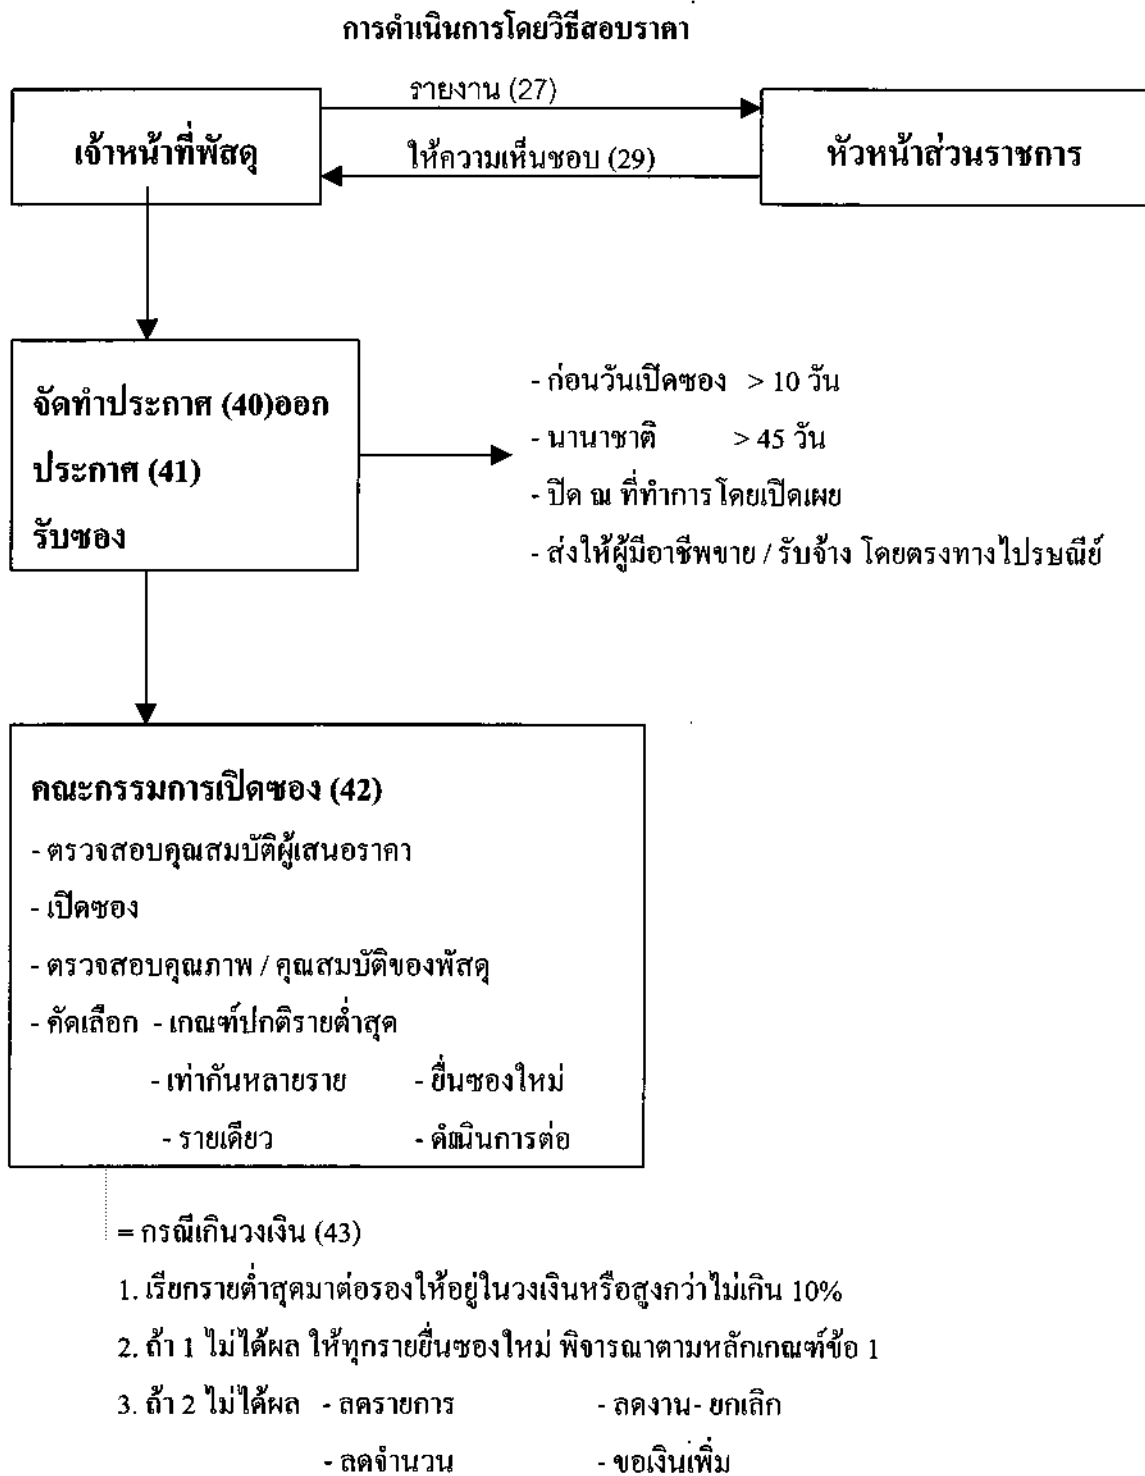 การดำเนินการโดยวิธีสอบราคา
รายงาน (27)
เจ้าหน้าที่พัสดุ
ให้ความเห็นชอบ (29)
หัวหน้าส่วนราชการ
จัดทำประกาศ (40)ออก
ประกาศ (41)
รับซอง
- ก่อนวันเปิดซอง > 10 วัน
- นานาชาติ > 45 วัน
- ปิด ณ ที่ทำการโดยเปิดเผย
- ส่งให้ผู้มีอาชีพขาย / รับจ้าง โดยตรงทางไปรษณีย์
คณะกรรมการเปิดซอง (42)
- ตรวจสอบคุณสมบัติผู้เสนอราคา
- เปิดซอง
- ตรวจสอบคุณภาพ / คุณสมบัติของพัสดุ
- คัดเลือก - เกณฑ์ปกติรายต่ำสุด
- เท่ากันหลายราย - ยื่นซองใหม่
- รายเดียว - ดำเนินการต่อ
= กรณีเกินวงเงิน (43)
1. เรียกรายต่ำสุดมาต่อรองให้อยู่ในวงเงินหรือสูงกว่าไม่เกิน 10%
2. ถ้า 1 ไม่ได้ผล ให้ทุกรายยื่นซองใหม่ พิจารณาตามหลักเกณฑ์ข้อ 1
3. ถ้า 2 ไม่ได้ผล - ลดรายการ - ลดงาน- ยกเลิก
- ลดจำนวน - ขอเงินเพิ่ม